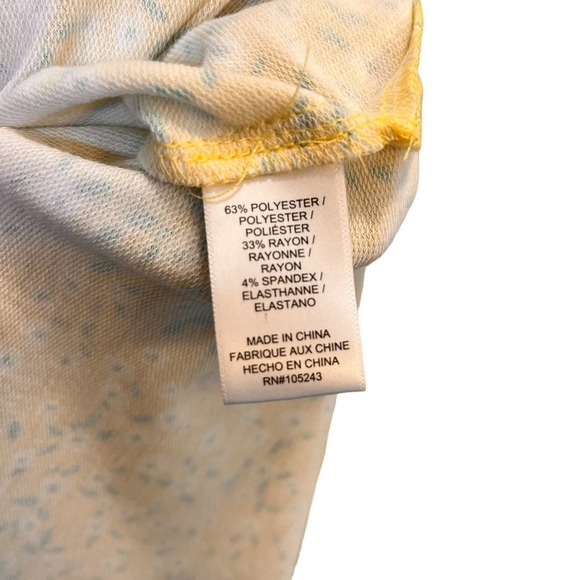 63% POLYESTER /
POLYESTER /
POLIÉSTER
33% RAYON /
RAYONNE /
RAYON
4% SPANDEX /
ELASTHANNE /
ELASTANO
MADE IN CHINA
FABRIQUE AUX CHINE
HECHO EN CHINA
RN#105243